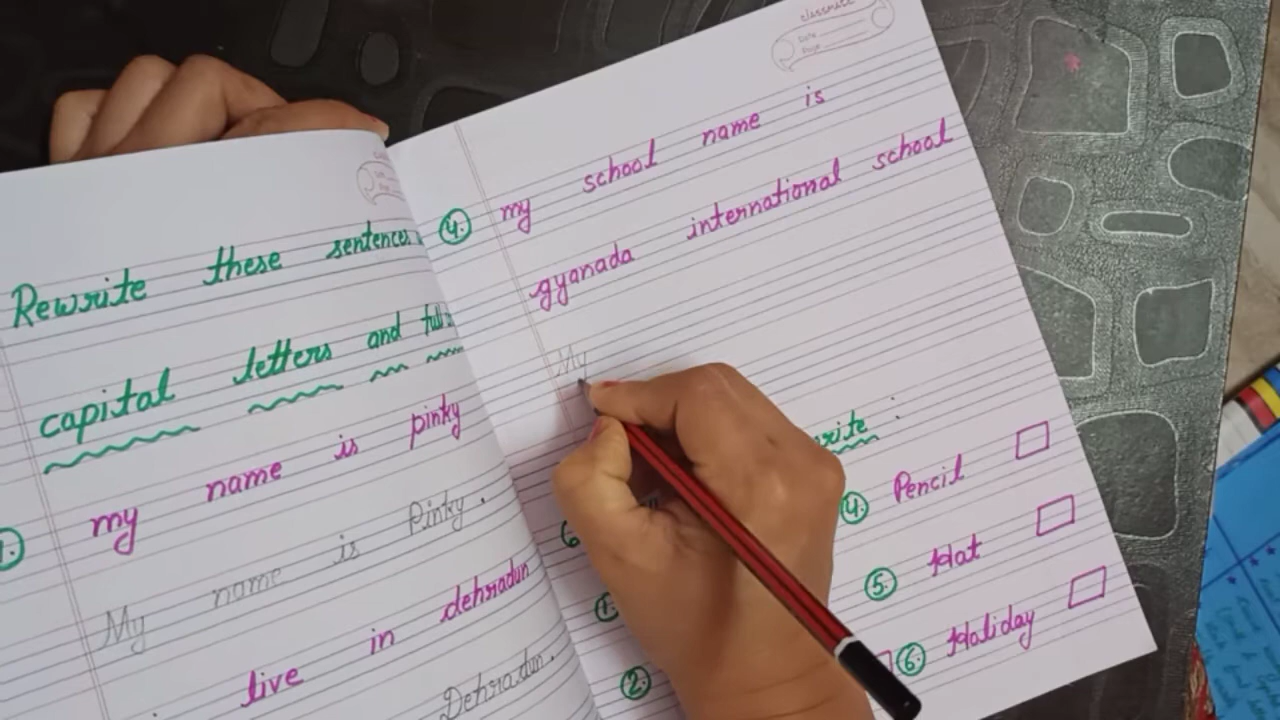 Rewrite these sentences
capital letters and full
1. my name is pinky
My name is Pinky.
live in dehradun
Dehradun.
classmate
Date
Page
4. my school name is
gyanada international school
My
4. Pencil
5. Hat
6. Holiday
1.
2.